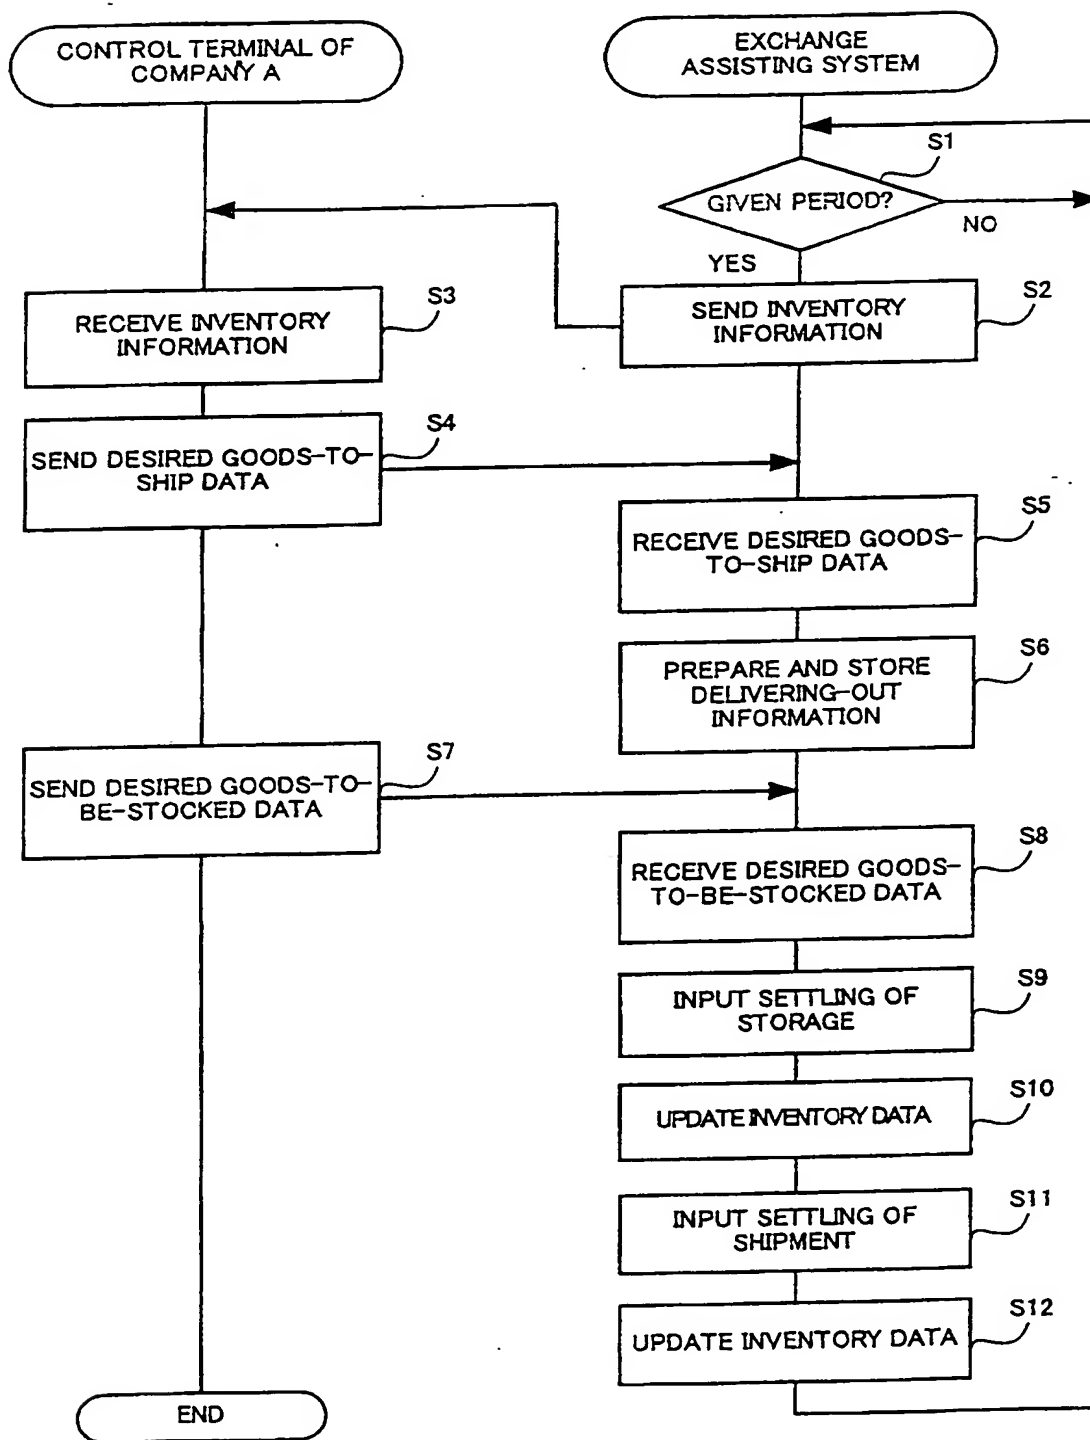 CONTROL TERMINAL OF
COMPANY A
EXCHANGE
ASSISTING SYSTEM
S1
GIVEN PERIOD?
NO
YES
S3
RECEIVE INVENTORY
INFORMATION
S2
SEND INVENTORY
INFORMATION
S4
SEND DESIRED GOODS-TO-
SHIP DATA
S5
RECEIVE DESIRED GOODS-
TO-SHIP DATA
S6
PREPARE AND STORE
DELIVERING-OUT
INFORMATION
S7
SEND DESIRED GOODS-TO-
BE-STOCKED DATA
S8
RECEIVE DESIRED GOODS-
TO-BE-STOCKED DATA
S9
INPUT SETTLING OF
STORAGE
S10
UPDATE INVENTORY DATA
S11
INPUT SETTLING OF
SHIPMENT
S12
UPDATE INVENTORY DATA
END